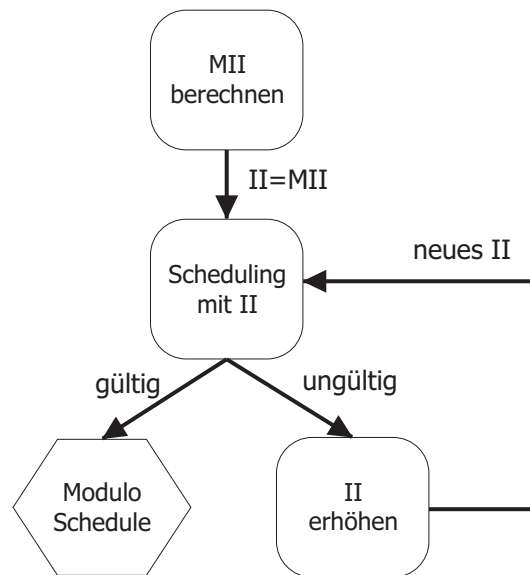 MII
berechnen
II=MII
neues II
Scheduling
mit II
gültig
ungültig
Modulo
Schedule
II
erhöhen